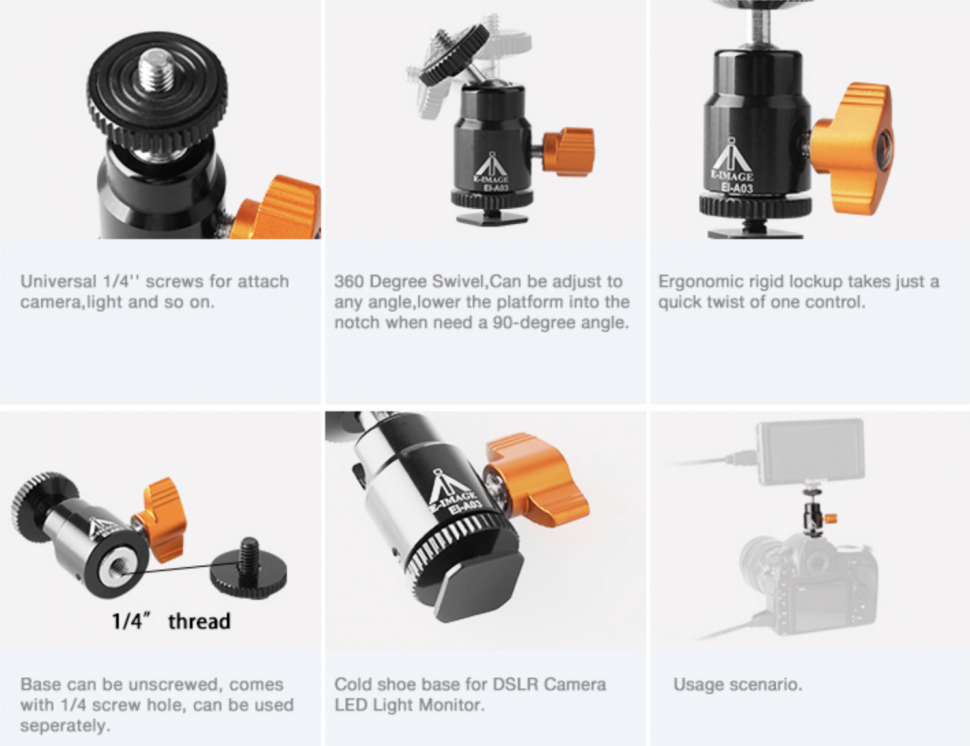 E-IMAGE
EI-A03
E-IMAGE
EI-A03
Universal 1/4'' screws for attach
camera,light and so on.
360 Degree Swivel,Can be adjust to
any angle,lower the platform into the
notch when need a 90-degree angle.
Ergonomic rigid lockup takes just a
quick twist of one control.
E-IMAGE
EI-A03
1/4" thread
Base can be unscrewed, comes
with 1/4 screw hole, can be used
seperately.
Cold shoe base for DSLR Camera
LED Light Monitor.
Usage scenario.